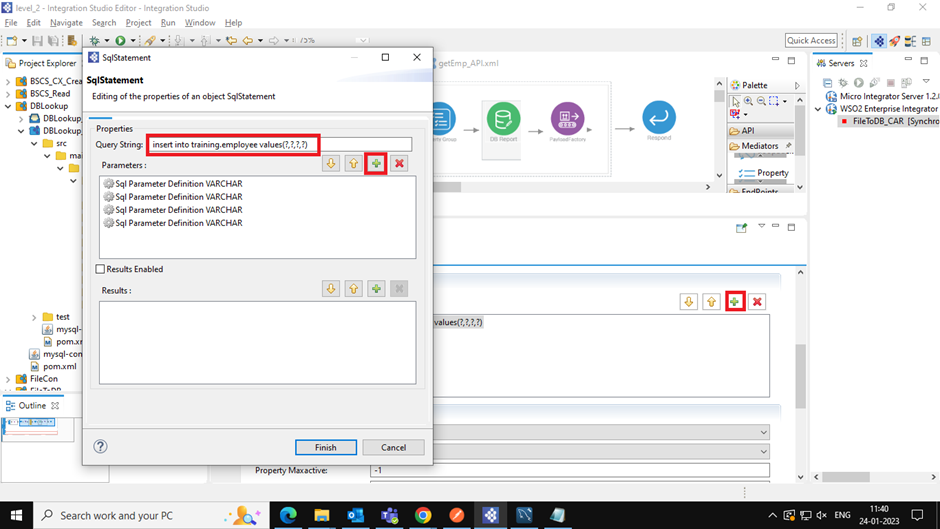 level_2 - Integration Studio Editor - Integration Studio
File Edit Navigate Search Project Run Window Help
75%
Quick Access
Project Explorer
BSCS_CX_Crea
BSCS_Read
DBLookup
DBLookup
DBLookup_
src
mai
test
mysql-
pom.xm
mysql-con
pom.xml
FileCon
Outline
SqlStatement
SqlStatement
Editing of the properties of an object SqlStatement
Properties
Query String: insert into training.employee values(?,?,?,?)
Parameters :
Sql Parameter Definition VARCHAR
Sql Parameter Definition VARCHAR
Sql Parameter Definition VARCHAR
Sql Parameter Definition VARCHAR
Results Enabled
Results :
Finish
Cancel
getEmp_API.xml
DB Report
PayloadFactory
Respond
values(?,?,?,?)
Property Maxactive: -1
Palette
API
Mediators
Property
EndPoints
Servers
Micro Integrator Server 1.2.0
WSO2 Enterprise Integrator
FileToDB_CAR [Synchro
Search work and your PC
ENG
11:40
24-01-2023